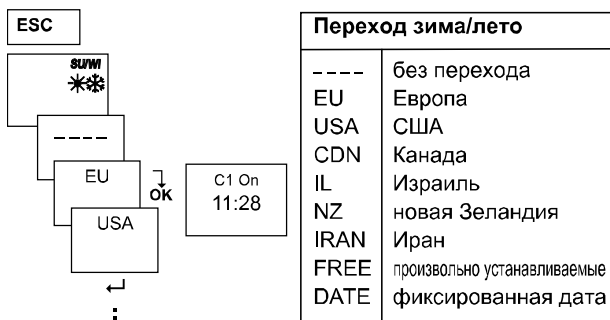 ESC
SU/WI
----
EU
USA
OK
C1 On
11:28
Переход зима/лето
---- без перехода
EU Европа
USA США
CDN Канада
IL Израиль
NZ новая Зеландия
IRAN Иран
FREE произвольно устанавливаемые
DATE фиксированная дата